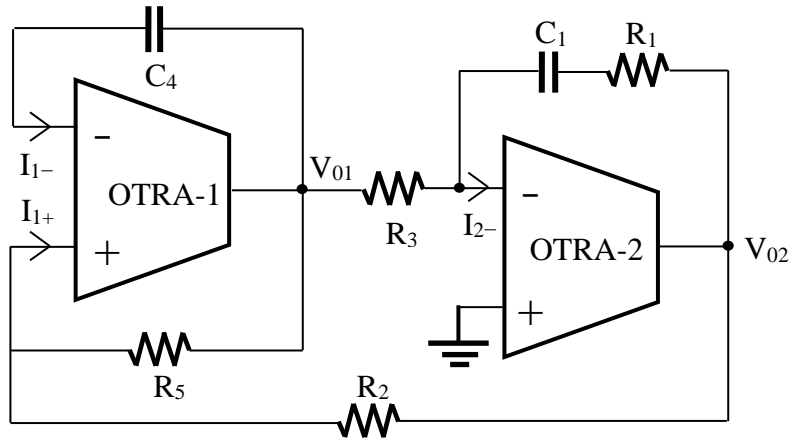 C₄
C₁
R₁
-
I₁₋
OTRA-1
V₀₁
I₁₊
+
R₃
-
I₂₋
OTRA-2
V₀₂
+
R₅
R₂